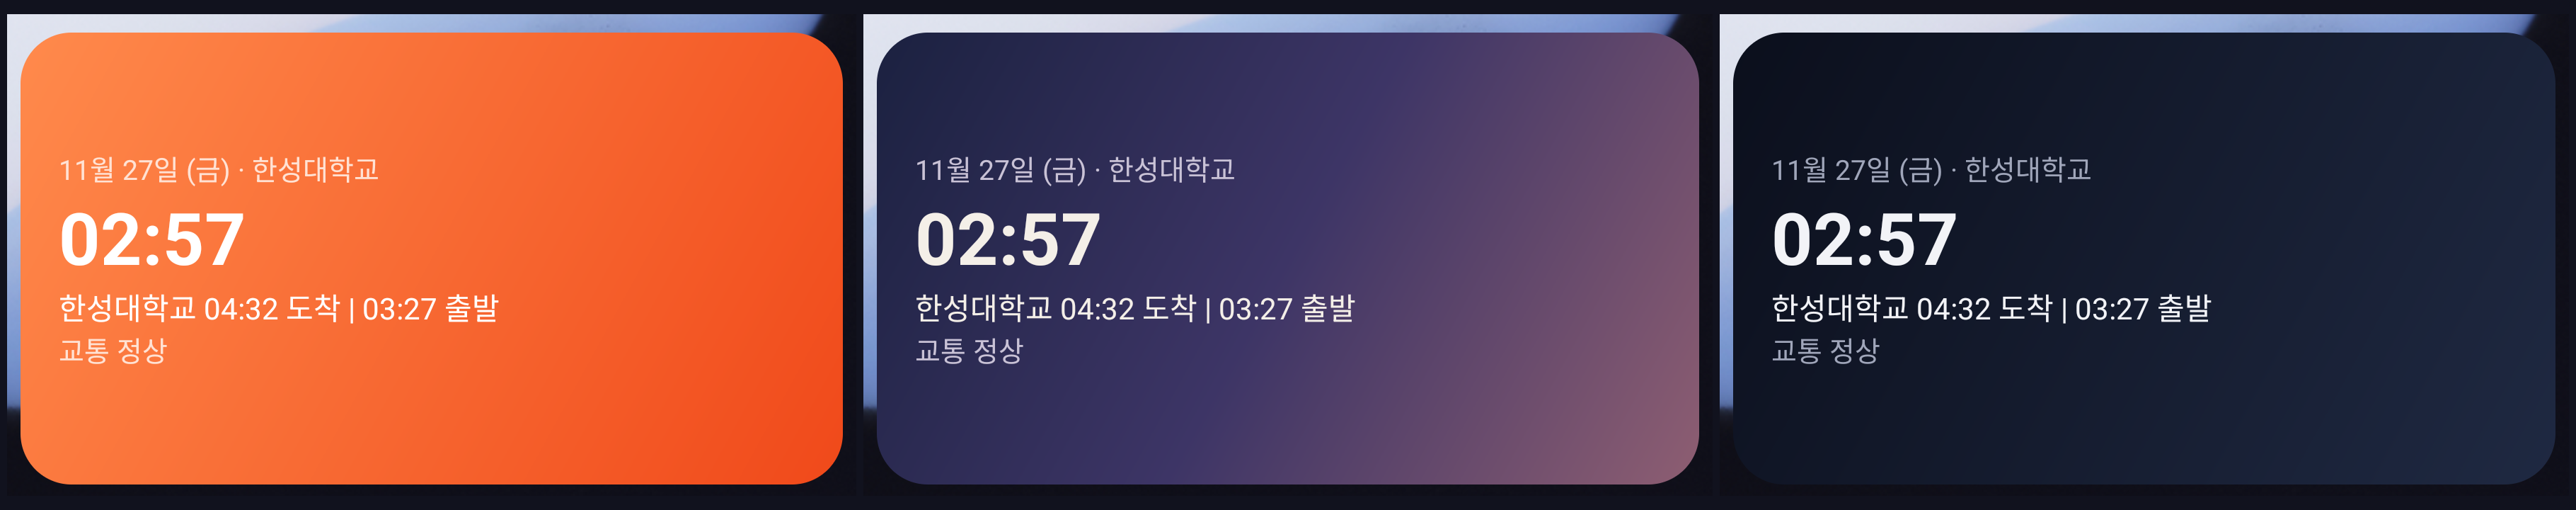 11월 27일 (금) · 한성대학교
02:57
한성대학교 04:32 도착 | 03:27 출발
교통 정상
11월 27일 (금) · 한성대학교
02:57
한성대학교 04:32 도착 | 03:27 출발
교통 정상
11월 27일 (금) · 한성대학교
02:57
한성대학교 04:32 도착 | 03:27 출발
교통 정상